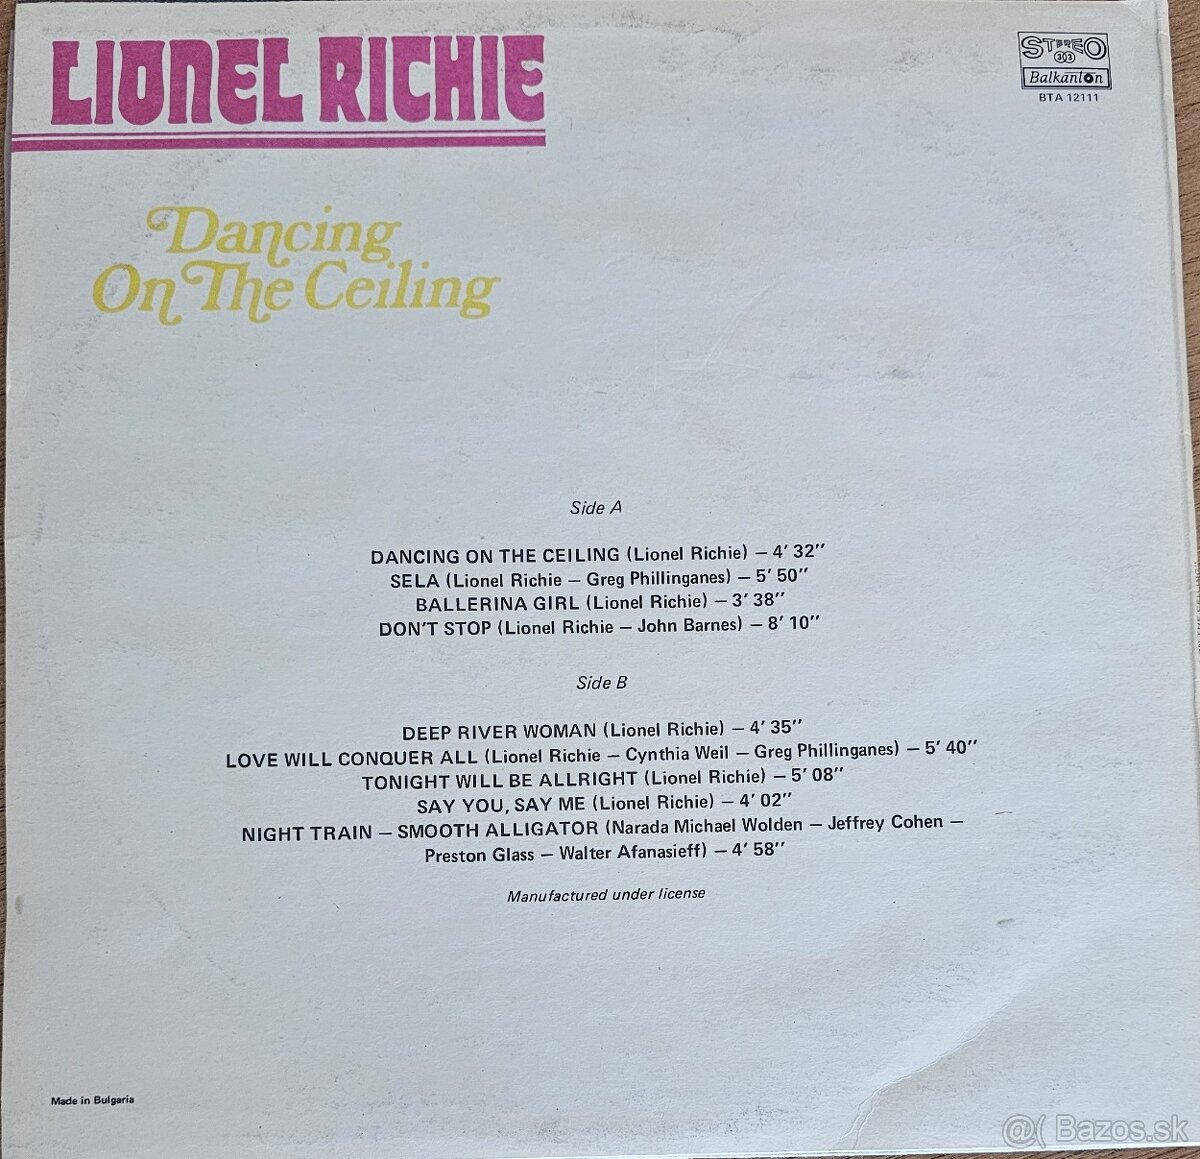 LIONEL RICHIE
STEREO
303
Balkanton
BTA 12111
Dancing
On The Ceiling
Side A
DANCING ON THE CEILING (Lionel Richie) – 4' 32''
SELA (Lionel Richie – Greg Phillinganes) – 5' 50''
BALLERINA GIRL (Lionel Richie) – 3' 38''
DON'T STOP (Lionel Richie – John Barnes) – 8' 10''
Side B
DEEP RIVER WOMAN (Lionel Richie) – 4' 35''
LOVE WILL CONQUER ALL (Lionel Richie – Cynthia Weil – Greg Phillinganes) – 5' 40''
TONIGHT WILL BE ALLRIGHT (Lionel Richie) – 5' 08''
SAY YOU, SAY ME (Lionel Richie) – 4' 02''
NIGHT TRAIN – SMOOTH ALLIGATOR (Narada Michael Wolden – Jeffrey Cohen –
Preston Glass – Walter Afanasieff) – 4' 58''
Manufactured under license
Made in Bulgaria
@( Bazos.sk